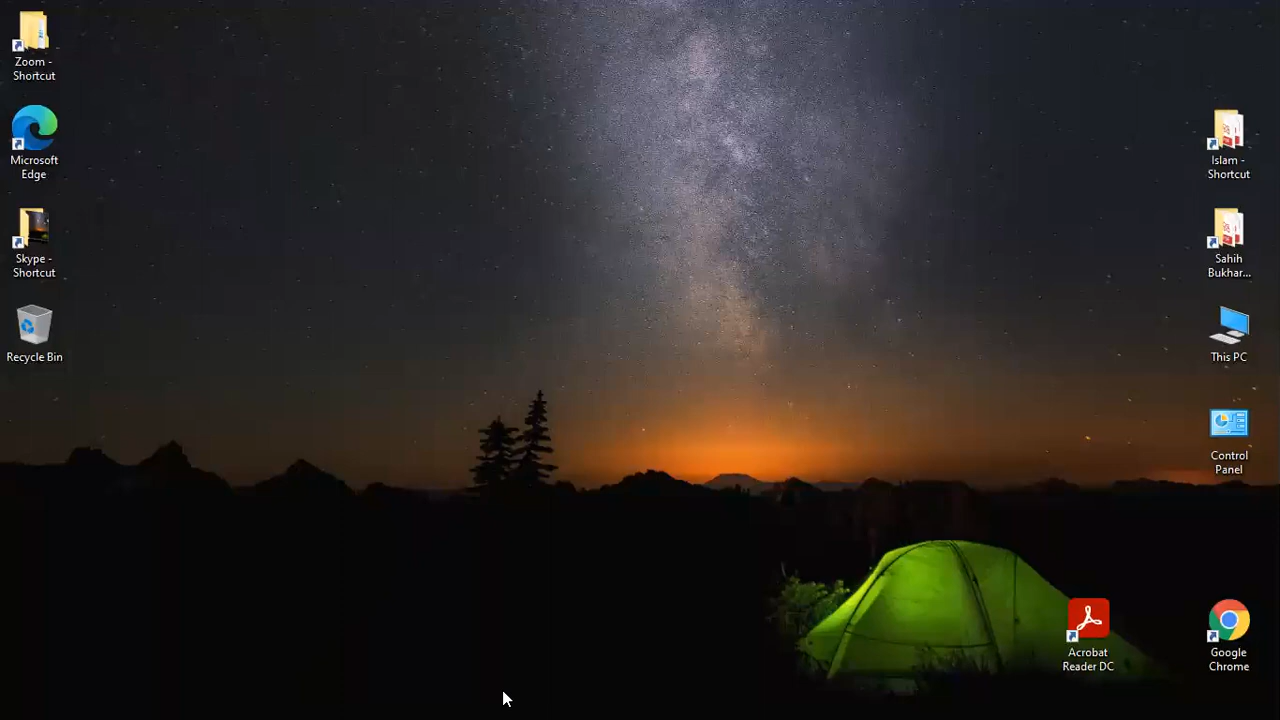 Zoom -
Shortcut
Microsoft
Edge
Skype -
Shortcut
Recycle Bin
Islam -
Shortcut
Sahih
Bukhar...
This PC
Control
Panel
Acrobat
Reader DC
Google
Chrome